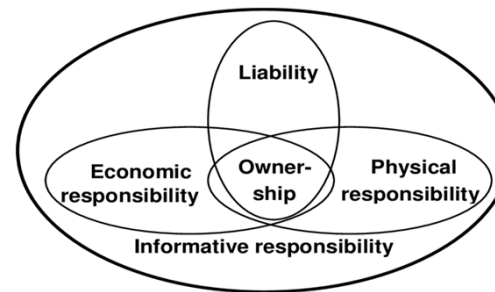 Liability
Economic
responsibility
Owner-
ship
Physical
responsibility
Informative responsibility